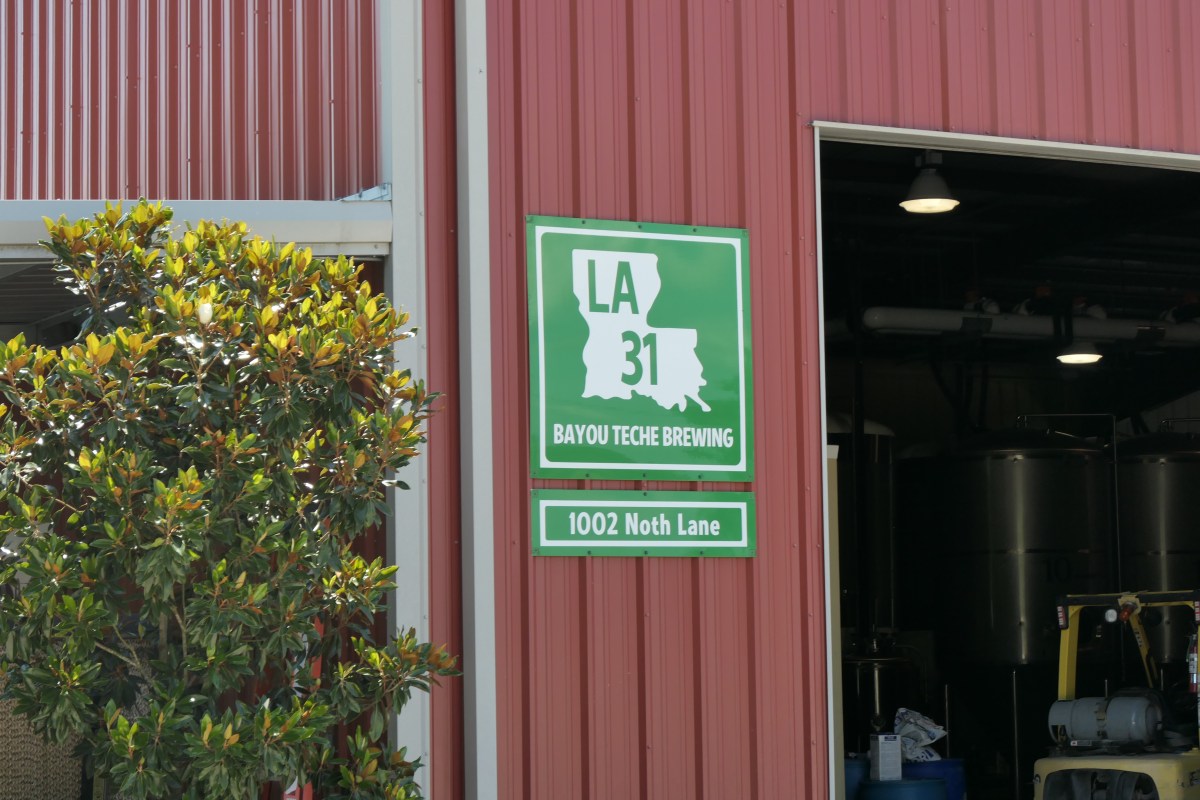 LA
31
BAYOU TECHE BREWING
1002 Noth Lane